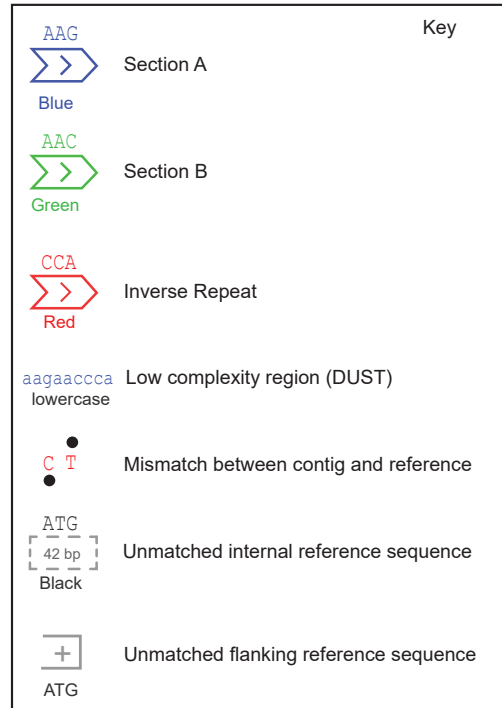 Key
AAG
Section A
Blue
AAC
Section B
Green
CCA
Inverse Repeat
Red
aagaaccca Low complexity region (DUST)
lowercase
C T Mismatch between contig and reference
ATG
42 bp Unmatched internal reference sequence
Black
+ Unmatched flanking reference sequence
ATG